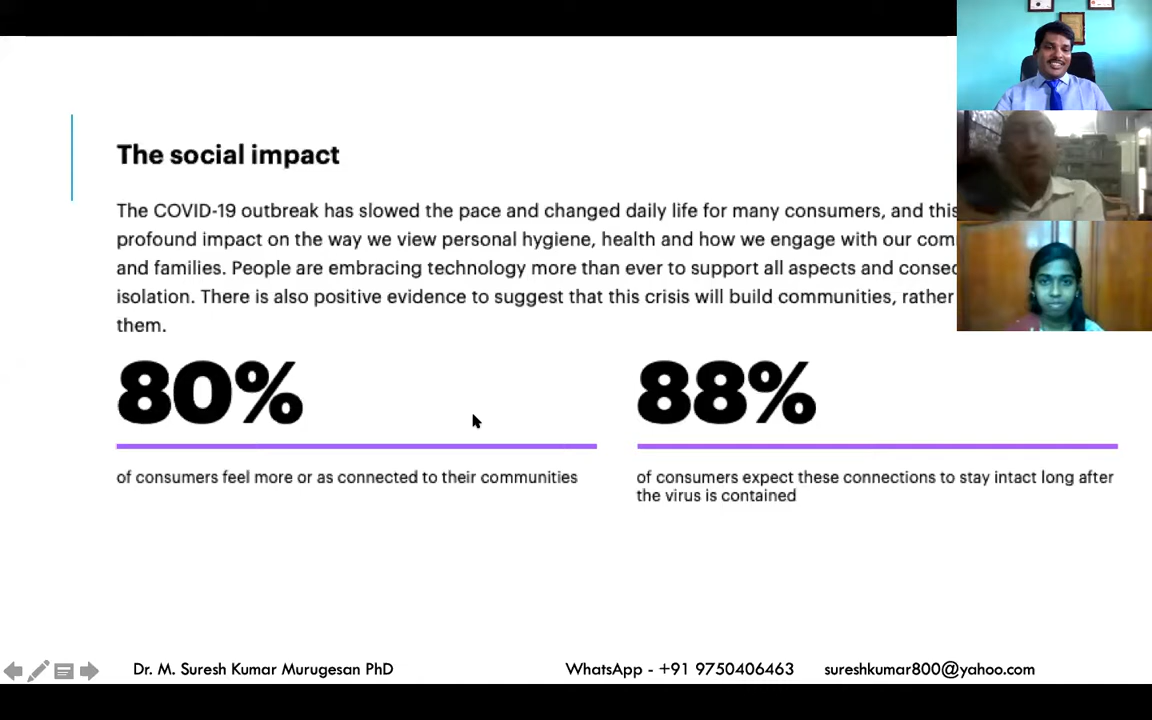 The social impact
The COVID-19 outbreak has slowed the pace and changed daily life for many consumers, and this
profound impact on the way we view personal hygiene, health and how we engage with our
and families. People are embracing technology more than ever to support all aspects and
isolation. There is also positive evidence to suggest that this crisis will build communities, rather
them.
80%
88%
of consumers feel more or as connected to their communities
of consumers expect these connections to stay intact long after
the virus is contained
Dr. M. Suresh Kumar Murugesan PhD
WhatsApp - +91 9750406463
sureshkumar800@yahoo.com